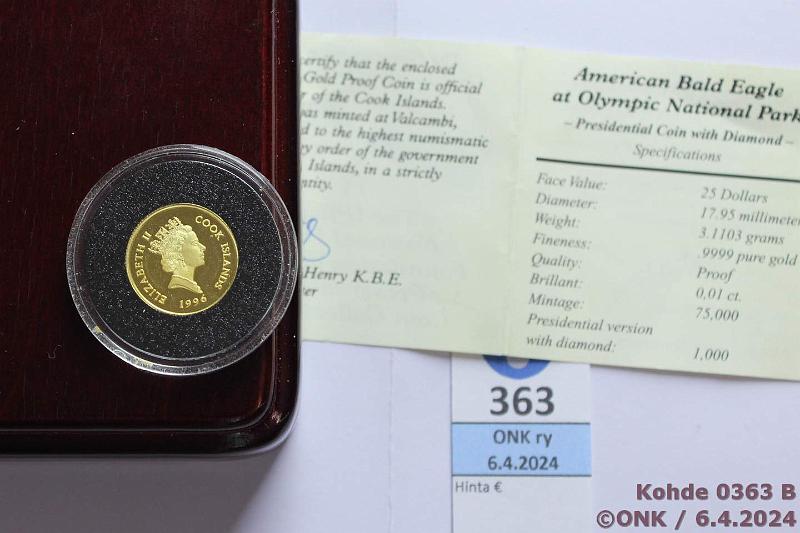 ELIZABETH II
COOK ISLANDS
1996
ertify that the enclosed
Gold Proof Coin is official
of the Cook Islands.
as minted at Valcambi,
d to the highest numismatic
y order of the government
Islands, in a strictly
ntity.
Henry K.B.E.
American Bald Eagle
at Olympic National Park
– Presidential Coin with Diamond –
Specifications
Face Value: 25 Dollars
Diameter: 17.95 millimeter
Weight: 3.1103 grams
Fineness: .9999 pure gold
Quality: Proof
Brillant: 0,01 ct.
Mintage: 75,000
Presidential version
with diamond: 1,000
363
ONK ry
6.4.2024
Hinta €
Kohde 0363 B
©ONK / 6.4.2024